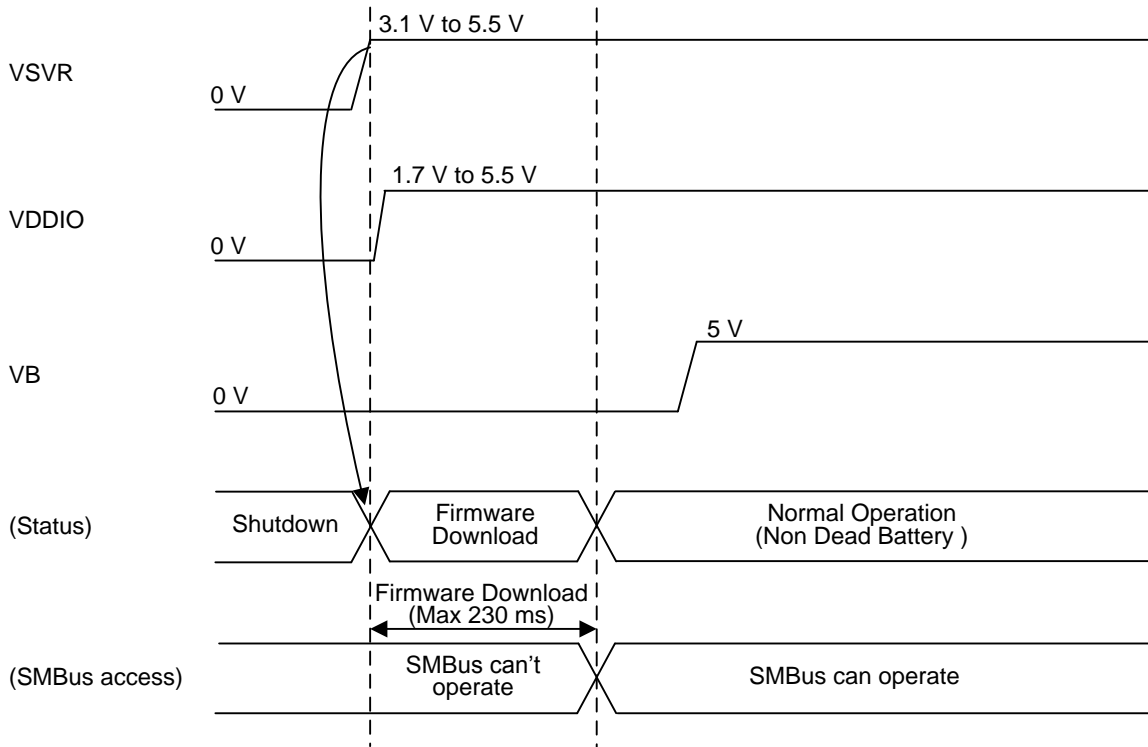 3.1 V to 5.5 V
VSVR
0 V
1.7 V to 5.5 V
VDDIO
0 V
5 V
VB
0 V
(Status)
Shutdown
Firmware
Download
Normal Operation
(Non Dead Battery )
Firmware Download
(Max 230 ms)
(SMBus access)
SMBus can't
operate
SMBus can operate